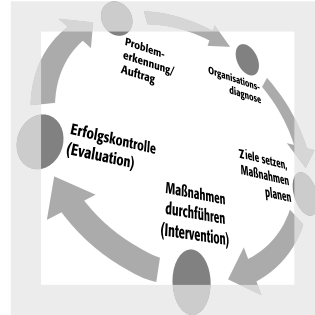 Problem-
erkennung/
Auftrag
Organisations-
diagnose
Ziele setzen,
Maßnahmen
planen
Maßnahmen
durchführen
(Intervention)
Erfolgskontrolle
(Evaluation)